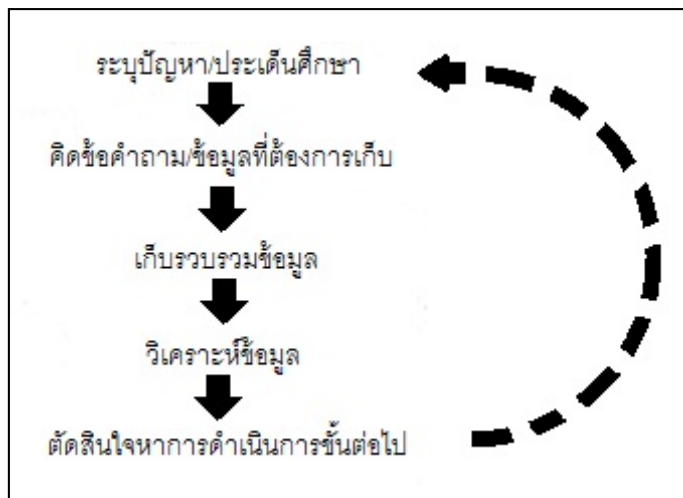 ระบุปัญหา/ประเด็นศึกษา
คิดข้อคำถาม/ข้อมูลที่ต้องการเก็บ
เก็บรวบรวมข้อมูล
วิเคราะห์ข้อมูล
ตัดสินใจหาการดำเนินการขั้นต่อไป